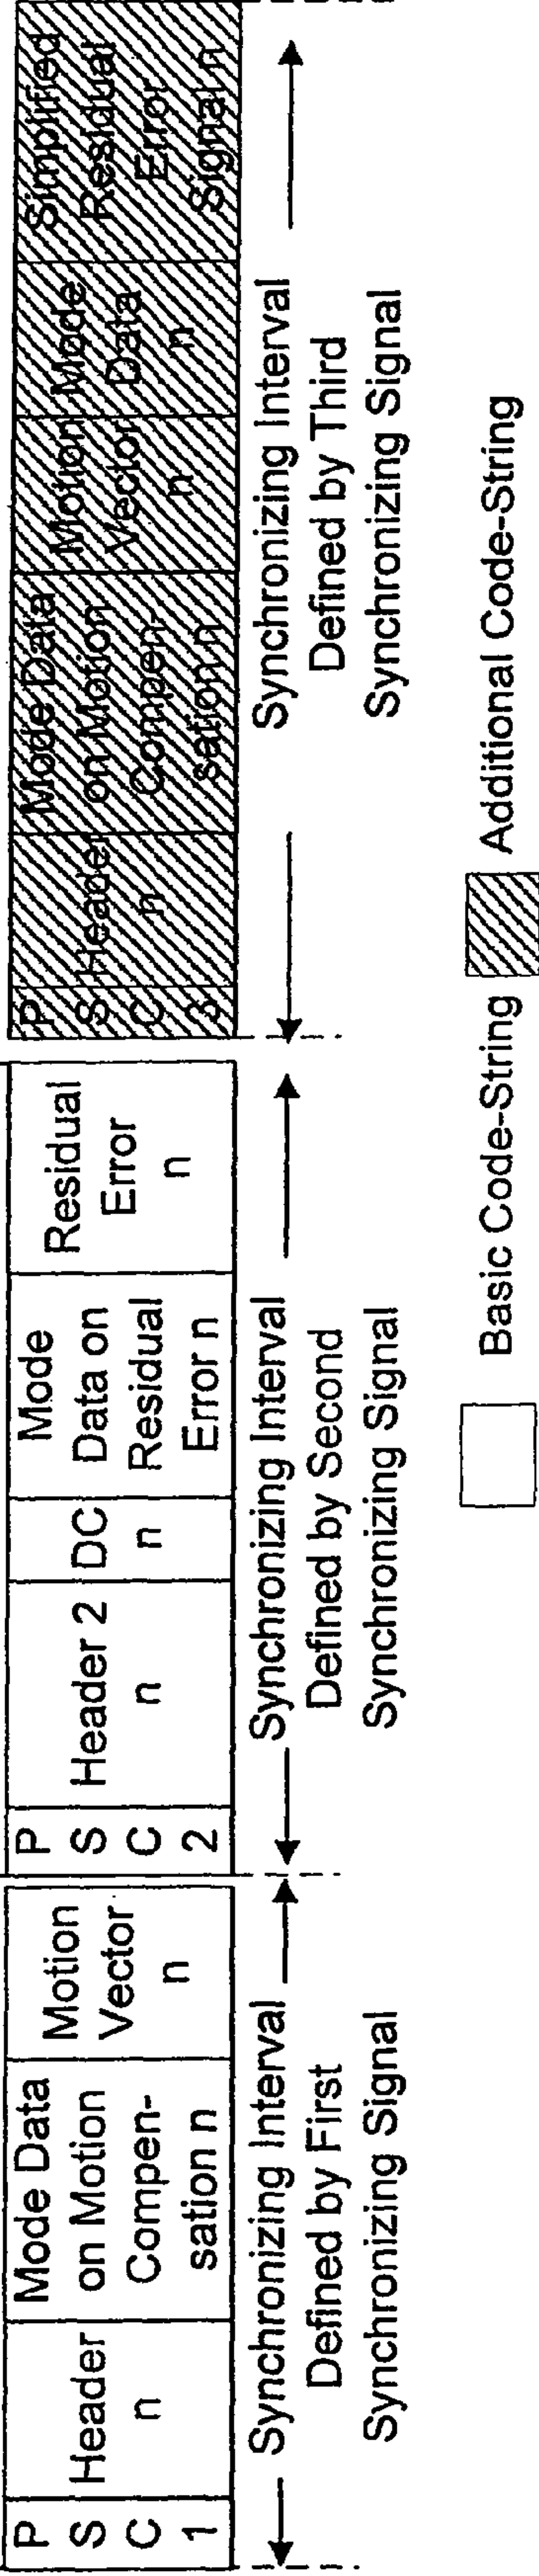 P
S
C
1
Header
n
Mode Data
on Motion
Compen-
sation n
Motion
Vector
n
P
S
C
2
Header 2
n
DC
n
Mode
Data on
Residual
Error n
Residual
Error
n
P
S
C
3
Header
n
Mode Data
on Motion
Compen-
sation n
Motion
Vector
n
Mode
Data
n
Simplified
Residual
Error
Signal n
Synchronizing Interval
Defined by First
Synchronizing Signal
Synchronizing Interval
Defined by Second
Synchronizing Signal
Synchronizing Interval
Defined by Third
Synchronizing Signal
Basic Code-String
Additional Code-String